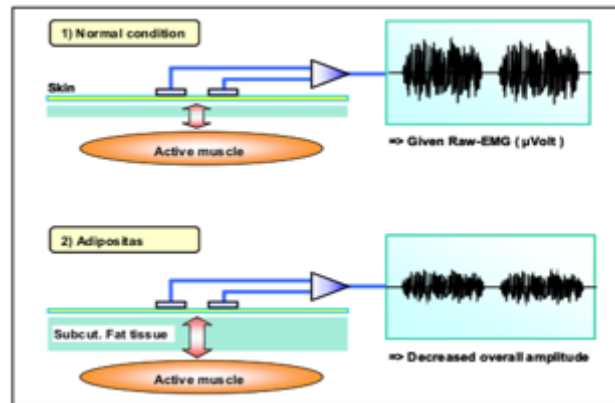 1) Normal condition
Skin
Active muscle
=> Given Raw-EMG ( µVolt )
2) Adipositas
Subcut. Fat tissue
Active muscle
=> Decreased overall amplitude